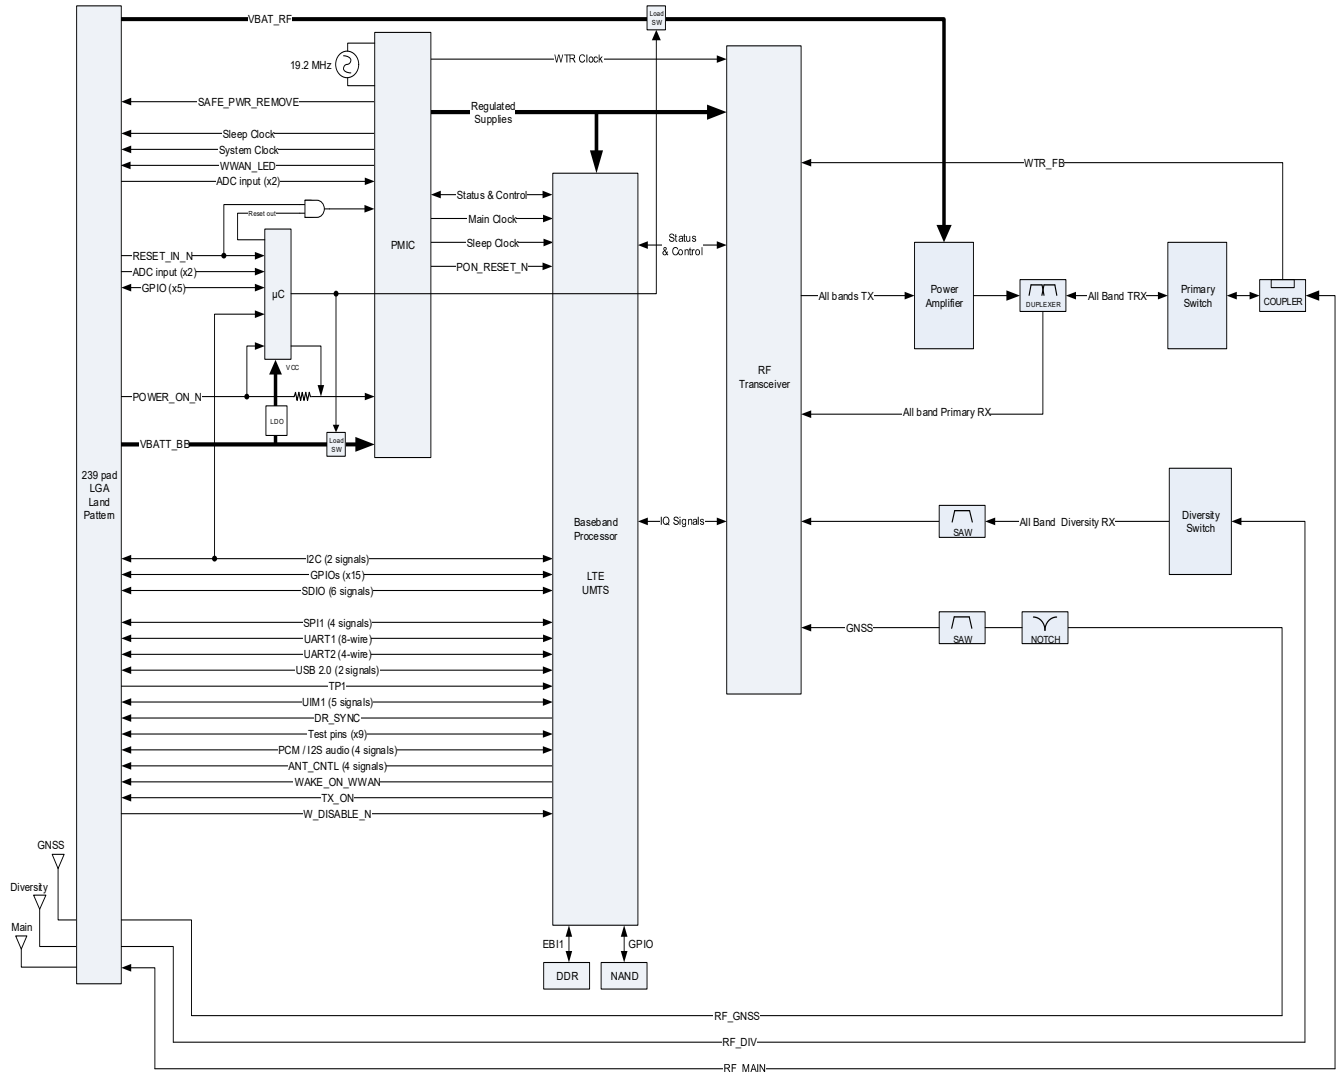 VBAT_RF
Load
SW
19.2 MHz
WTR Clock
SAFE_PWR_REMOVE
Regulated
Supplies
Sleep Clock
System Clock
WWAN_LED
ADC input (x2)
WTR_FB
Status & Control
Reset out
Main Clock
PMIC
Sleep Clock
Status
& Control
RESET_IN_N
PON_RESET_N
ADC input (x2)
GPIO (x5)
µC
All bands TX
Power
Amplifier
DUPLEXER
All Band TRX
Primary
Switch
COUPLER
VCC
RF
Transceiver
POWER_ON_N
LDO
All band Primary RX
VBATT_BB
Load
SW
239 pad
LGA
Land
Pattern
Baseband
Processor
LTE
UMTS
IQ Signals
SAW
All Band Diversity RX
Diversity
Switch
I2C (2 signals)
GPIOs (x15)
SDIO (6 signals)
SPI1 (4 signals)
UART1 (8-wire)
UART2 (4-wire)
USB 2.0 (2 signals)
TP1
UIM1 (5 signals)
DR_SYNC
Test pins (x9)
PCM / I2S audio (4 signals)
ANT_CNTL (4 signals)
WAKE_ON_WWAN
TX_ON
W_DISABLE_N
GNSS
SAW
NOTCH
GNSS
Diversity
Main
EBI1
GPIO
DDR
NAND
RF_GNSS
RF_DIV
RF_MAIN